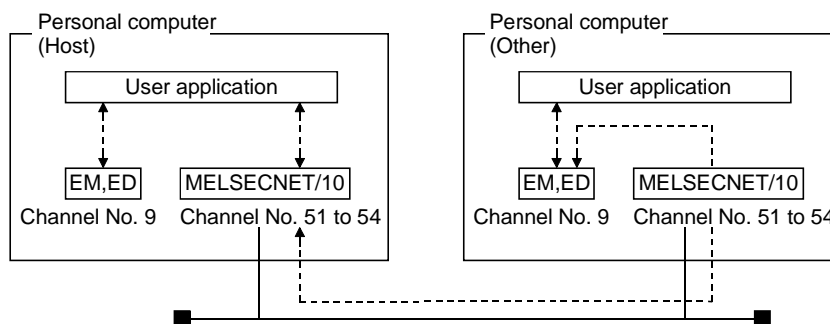 Personal computer
(Host)
User application
EM,ED
MELSECNET/10
Channel No. 9
Channel No. 51 to 54
Personal computer
(Other)
User application
EM,ED
MELSECNET/10
Channel No. 9
Channel No. 51 to 54